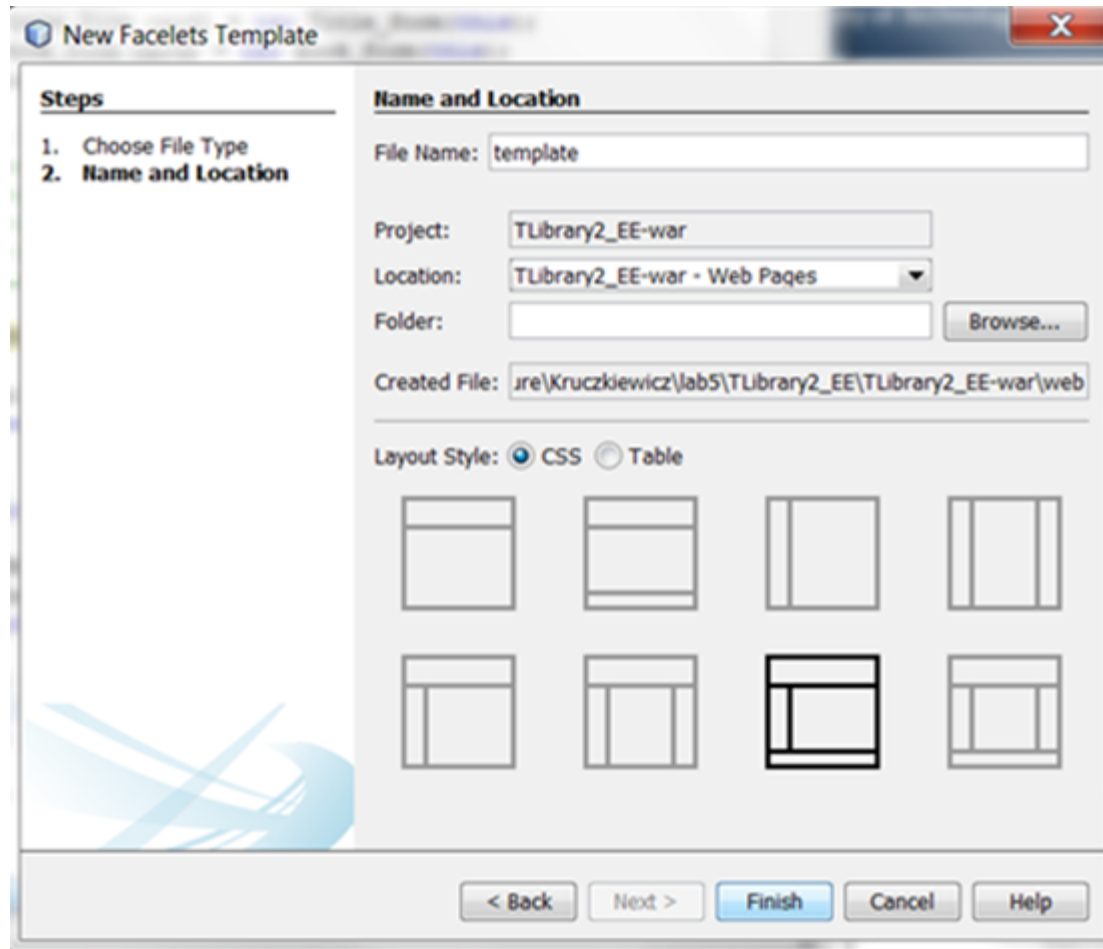 New Facelets Template
Steps
1. Choose File Type
2. Name and Location
Name and Location
File Name: template
Project: TLibrary2_EE-war
Location: TLibrary2_EE-war - Web Pages
Folder: Browse...
Created File: ure\Kruczkiewicz\lab5\TLibrary2_EE\TLibrary2_EE-war\web
Layout Style: CSS Table
< Back Next > Finish Cancel Help